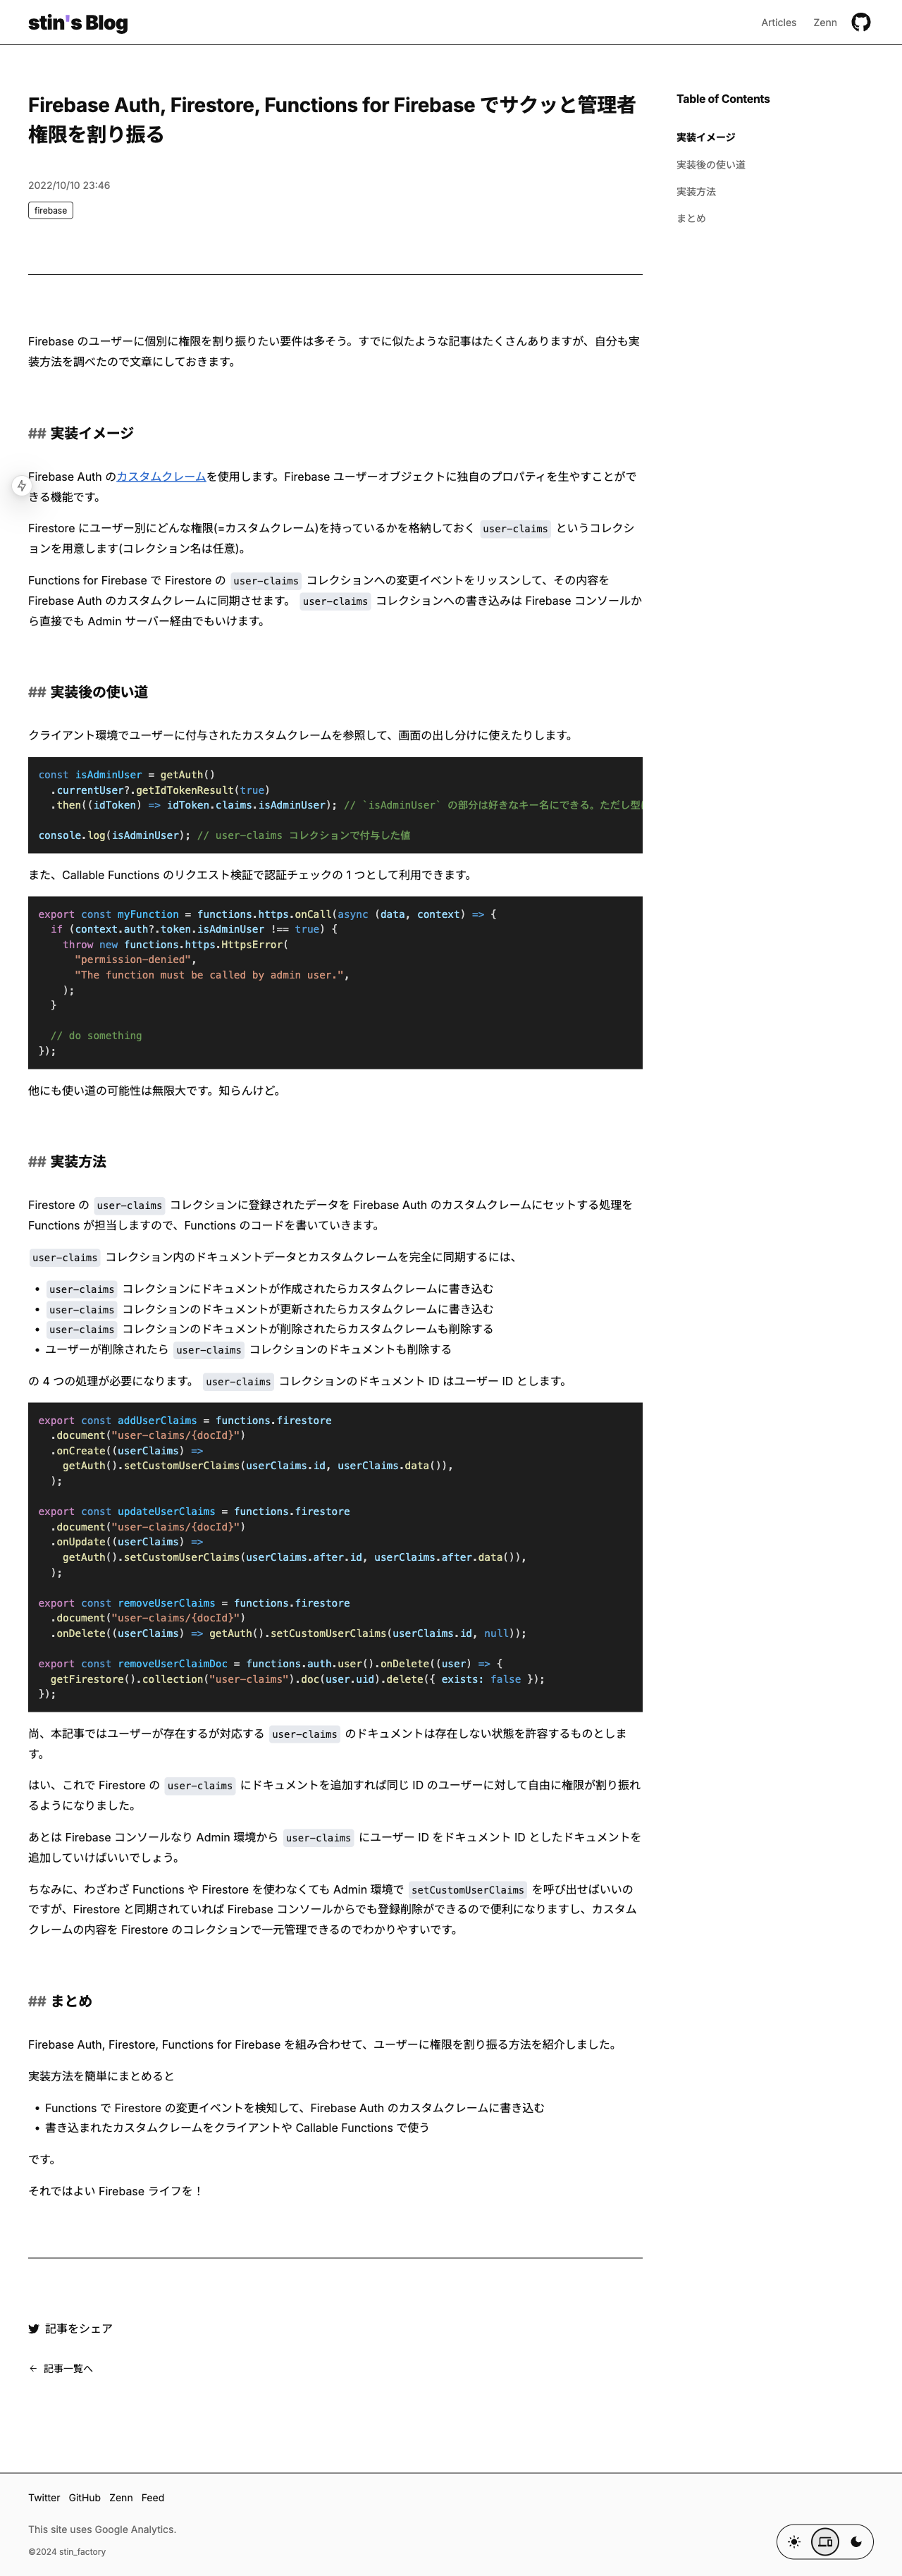 stin's Blog
Articles Zenn
Firebase Auth, Firestore, Functions for Firebase でサクッと管理者
権限を割り振る
2022/10/10 23:46
firebase
Table of Contents
実装イメージ
実装後の使い道
実装方法
まとめ
Firebase のユーザーに個別に権限を割り振りたい要件は多そう。すでに似たような記事はたくさんありますが、自分も実
装方法を調べたので文章にしておきます。
## 実装イメージ
Firebase Auth のカスタムクレームを使用します。Firebase ユーザーオブジェクトに独自のプロパティを生やすことがで
きる機能です。
Firestore にユーザー別にどんな権限(=カスタムクレーム)を持っているかを格納しておく user-claims というコレクシ
ョンを用意します(コレクション名は任意)。
Functions for Firebase で Firestore の user-claims コレクションへの変更イベントをリッスンして、その内容を
Firebase Auth のカスタムクレームに同期させます。 user-claims コレクションへの書き込みは Firebase コンソールか
ら直接でも Admin サーバー経由でもいけます。
## 実装後の使い道
クライアント環境でユーザーに付与されたカスタムクレームを参照して、画面の出し分けに使えたりします。
const isAdminUser = getAuth()
  .currentUser?.getIdTokenResult(true)
  .then((idToken) => idToken.claims.isAdminUser); // `isAdminUser` の部分は好きなキー名にできる。ただし型
console.log(isAdminUser); // user-claims コレクションで付与した値
また、Callable Functions のリクエスト検証で認証チェックの 1 つとして利用できます。
export const myFunction = functions.https.onCall(async (data, context) => {
  if (context.auth?.token.isAdminUser !== true) {
    throw new functions.https.HttpsError(
      "permission-denied",
      "The function must be called by admin user.",
    );
  }
  // do something
});
他にも使い道の可能性は無限大です。知らんけど。
## 実装方法
Firestore の user-claims コレクションに登録されたデータを Firebase Auth のカスタムクレームにセットする処理を
Functions が担当しますので、Functions のコードを書いていきます。
user-claims コレクション内のドキュメントデータとカスタムクレームを完全に同期するには、
• user-claims コレクションにドキュメントが作成されたらカスタムクレームに書き込む
• user-claims コレクションのドキュメントが更新されたらカスタムクレームに書き込む
• user-claims コレクションのドキュメントが削除されたらカスタムクレームも削除する
• ユーザーが削除されたら user-claims コレクションのドキュメントも削除する
の 4 つの処理が必要になります。 user-claims コレクションのドキュメント ID はユーザー ID とします。
export const addUserClaims = functions.firestore
  .document("user-claims/{docId}")
  .onCreate((userClaims) =>
    getAuth().setCustomUserClaims(userClaims.id, userClaims.data()),
  );
export const updateUserClaims = functions.firestore
  .document("user-claims/{docId}")
  .onUpdate((userClaims) =>
    getAuth().setCustomUserClaims(userClaims.after.id, userClaims.after.data()),
  );
export const removeUserClaims = functions.firestore
  .document("user-claims/{docId}")
  .onDelete((userClaims) => getAuth().setCustomUserClaims(userClaims.id, null));
export const removeUserClaimDoc = functions.auth.user().onDelete((user) => {
  getFirestore().collection("user-claims").doc(user.uid).delete({ exists: false });
});
尚、本記事ではユーザーが存在するが対応する user-claims のドキュメントは存在しない状態を許容するものとしま
す。
はい、これで Firestore の user-claims にドキュメントを追加すれば同じ ID のユーザーに対して自由に権限が割り振れ
るようになりました。
あとは Firebase コンソールなり Admin 環境から user-claims にユーザー ID をドキュメント ID としたドキュメントを
追加していけばいいでしょう。
ちなみに、わざわざ Functions や Firestore を使わなくても Admin 環境で setCustomUserClaims を呼び出せばいいの
ですが、Firestore と同期されていれば Firebase コンソールからでも登録削除ができるので便利になりますし、カスタム
クレームの内容を Firestore のコレクションで一元管理できるのでわかりやすいです。
## まとめ
Firebase Auth, Firestore, Functions for Firebase を組み合わせて、ユーザーに権限を割り振る方法を紹介しました。
実装方法を簡単にまとめると
• Functions で Firestore の変更イベントを検知して、Firebase Auth のカスタムクレームに書き込む
• 書き込まれたカスタムクレームをクライアントや Callable Functions で使う
です。
それではよい Firebase ライフを！
記事をシェア
← 記事一覧へ
Twitter GitHub Zenn Feed
This site uses Google Analytics.
©2024 stin_factory